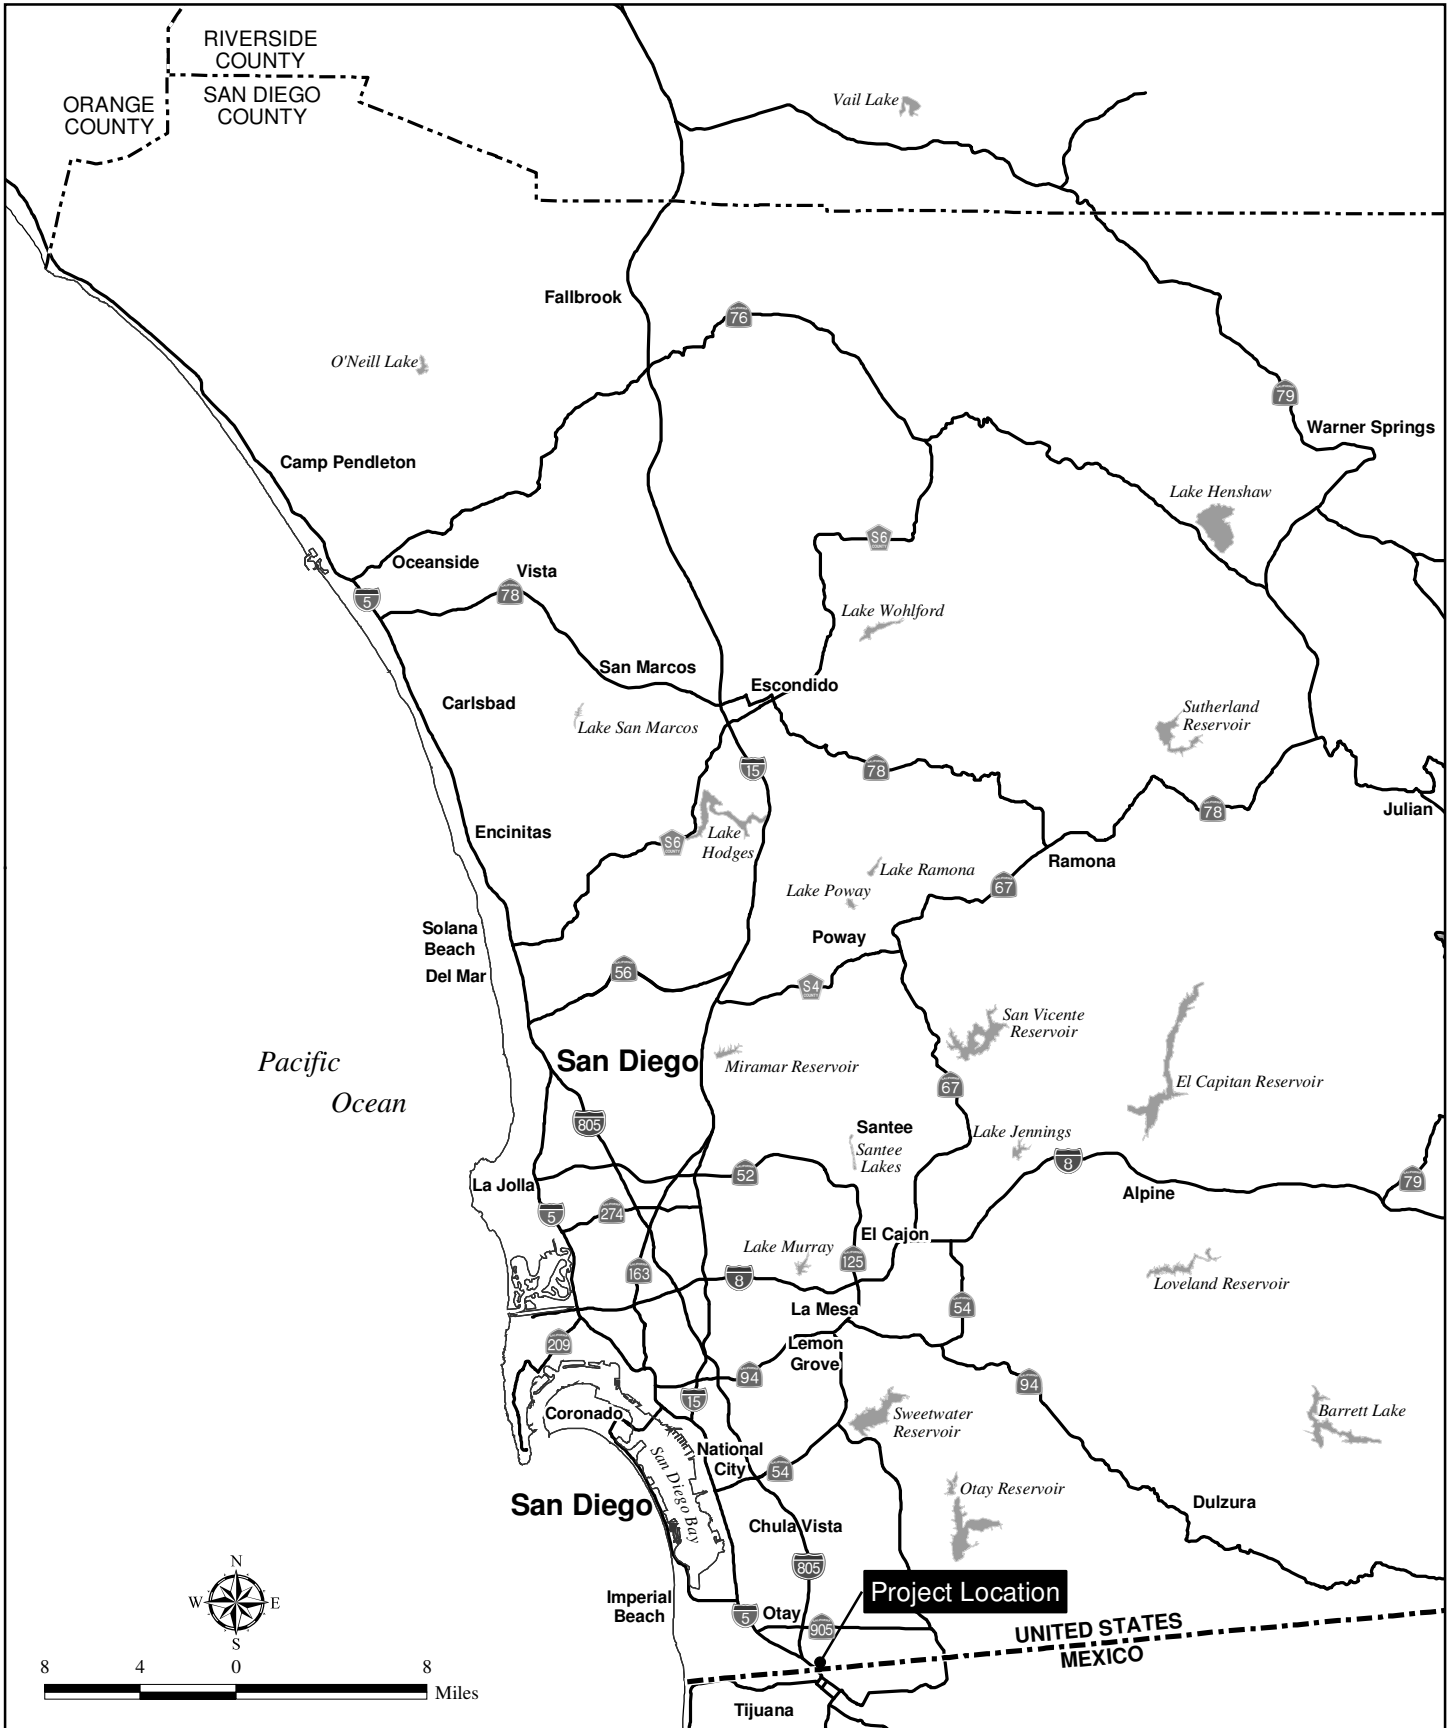 RIVERSIDE
COUNTY
ORANGE
COUNTY
SAN DIEGO
COUNTY
Vail Lake
Fallbrook
76
O'Neill Lake
79
Warner Springs
Camp Pendleton
Lake Henshaw
S6
COUNTY
Oceanside
Vista
5
78
Lake Wohlford
San Marcos
Escondido
Carlsbad
Lake San Marcos
Sutherland
Reservoir
15
78
78
Julian
Encinitas
S6
COUNTY
Lake
Hodges
Ramona
Lake Ramona
67
Lake Poway
Solana
Beach
Poway
Del Mar
56
S4
COUNTY
San Vicente
Reservoir
San Diego
Miramar Reservoir
Pacific
Ocean
67
El Capitan Reservoir
805
Santee
Santee
Lakes
Lake Jennings
8
52
La Jolla
Alpine
79
5
274
El Cajon
Lake Murray
125
163
8
Loveland Reservoir
La Mesa
54
209
Lemon
Grove
94
94
15
Coronado
Sweetwater
Reservoir
Barrett Lake
National
City
San Diego Bay
54
Otay Reservoir
San Diego
Dulzura
Chula Vista
805
Project Location
Imperial
Beach
5
Otay
905
UNITED STATES
MEXICO
Tijuana
N
W
E
S
8 4 0 8
Miles